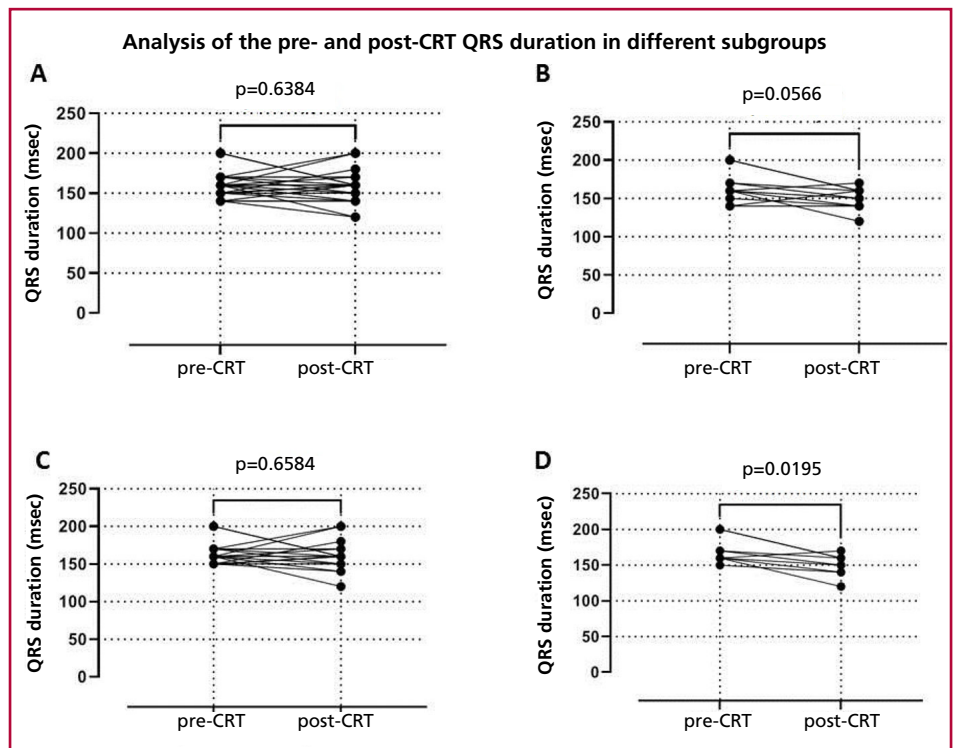 Analysis of the pre- and post-CRT QRS duration in different subgroups
A
p=0.6384
QRS duration (msec)
250
200
150
100
50
0
pre-CRT post-CRT
B
p=0.0566
QRS duration (msec)
250
200
150
100
50
0
pre-CRT post-CRT
C
p=0.6584
QRS duration (msec)
250
200
150
100
50
0
pre-CRT post-CRT
D
p=0.0195
QRS duration (msec)
250
200
150
100
50
0
pre-CRT post-CRT